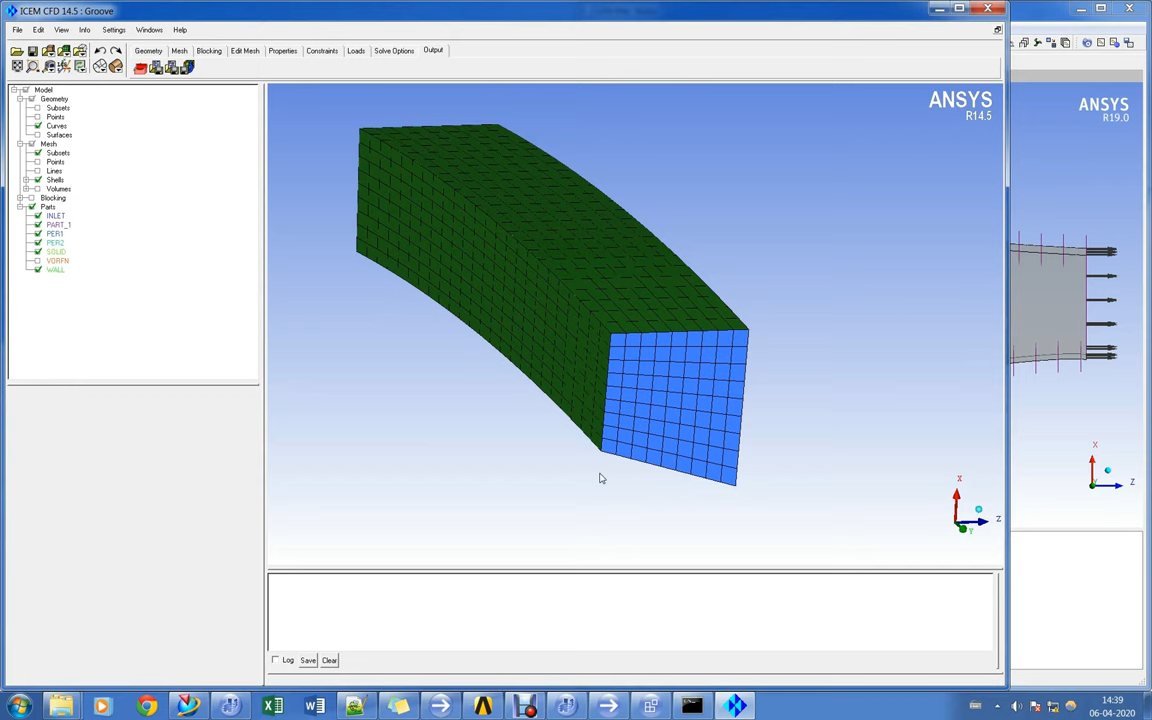 ICEM CFD 14.5 : Groove
File Edit View Info Settings Windows Help
Geometry Mesh Blocking Edit Mesh Properties Constraints Loads Solve Options Output
Model
Geometry
Subsets
Points
Curves
Surfaces
Mesh
Subsets
Points
Lines
Shells
Volumes
Blocking
Parts
INLET
PART_1
PER1
PER2
SOLID
VORFN
WALL
ANSYS
R14.5
X
Z
Y
ANSYS
R19.0
X
Z
Y
Log Save Clear
14:39
06-04-2020